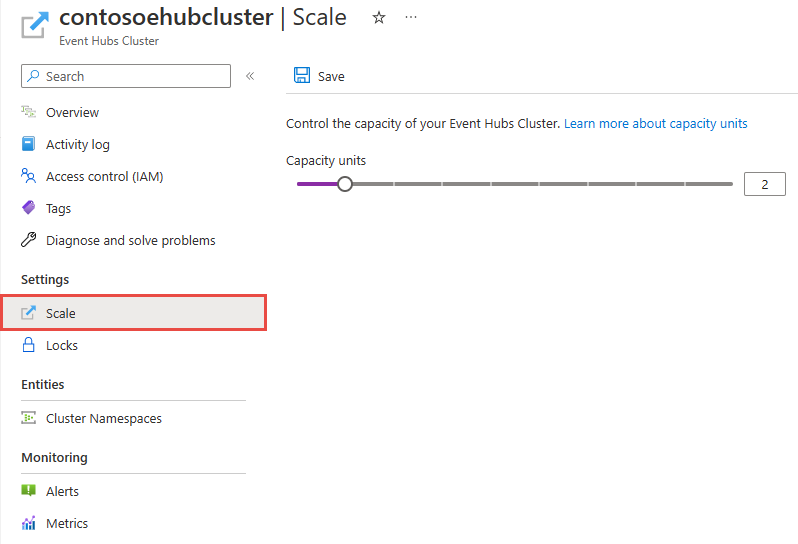 contosoehubcluster | Scale ☆ ···
Event Hubs Cluster
Search «
Save
Overview
Activity log
Access control (IAM)
Tags
Diagnose and solve problems
Settings
Scale
Locks
Entities
Cluster Namespaces
Monitoring
Alerts
Metrics
Control the capacity of your Event Hubs Cluster. Learn more about capacity units
Capacity units
2